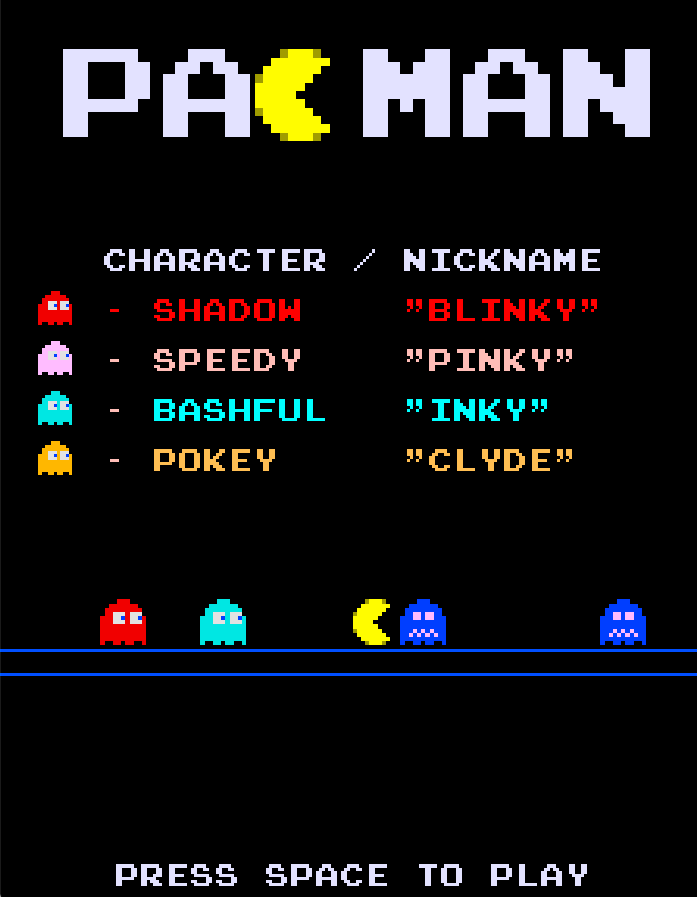 PACMAN
CHARACTER / NICKNAME
- SHADOW ”BLINKY”
- SPEEDY ”PINKY”
- BASHFUL ”INKY”
- POKEY ”CLYDE”
PRESS SPACE TO PLAY